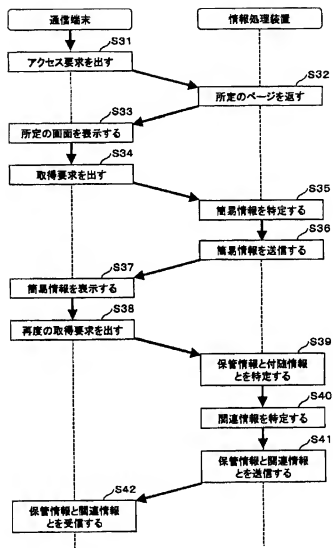 通信端末
情報処理装置
S31
アクセス要求を出す
S32
所定のページを返す
S33
所定の画面を表示する
S34
取得要求を出す
S35
簡易情報を特定する
S36
簡易情報を送信する
S37
簡易情報を表示する
S38
再度の取得要求を出す
S39
保管情報と付随情報
とを特定する
S40
関連情報を特定する
S41
保管情報と関連情報
とを送信する
S42
保管情報と関連情報
とを受信する